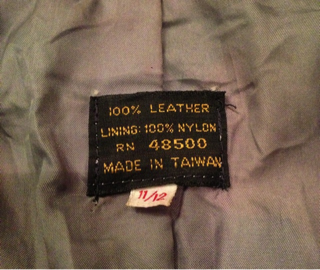 100% LEATHER
LINING: 100% NYLON
RN 48500
MADE IN TAIWAN
11/12